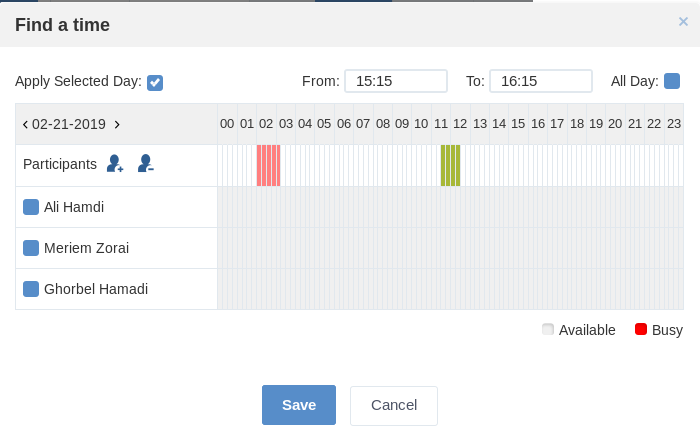 Find a time
×
Apply Selected Day: From: 15:15 To: 16:15 All Day:
02-21-2019 00 01 02 03 04 05 06 07 08 09 10 11 12 13 14 15 16 17 18 19 20 21 22 23
Participants
Ali Hamdi
Meriem Zorai
Ghorbel Hamadi
Available Busy
Save Cancel